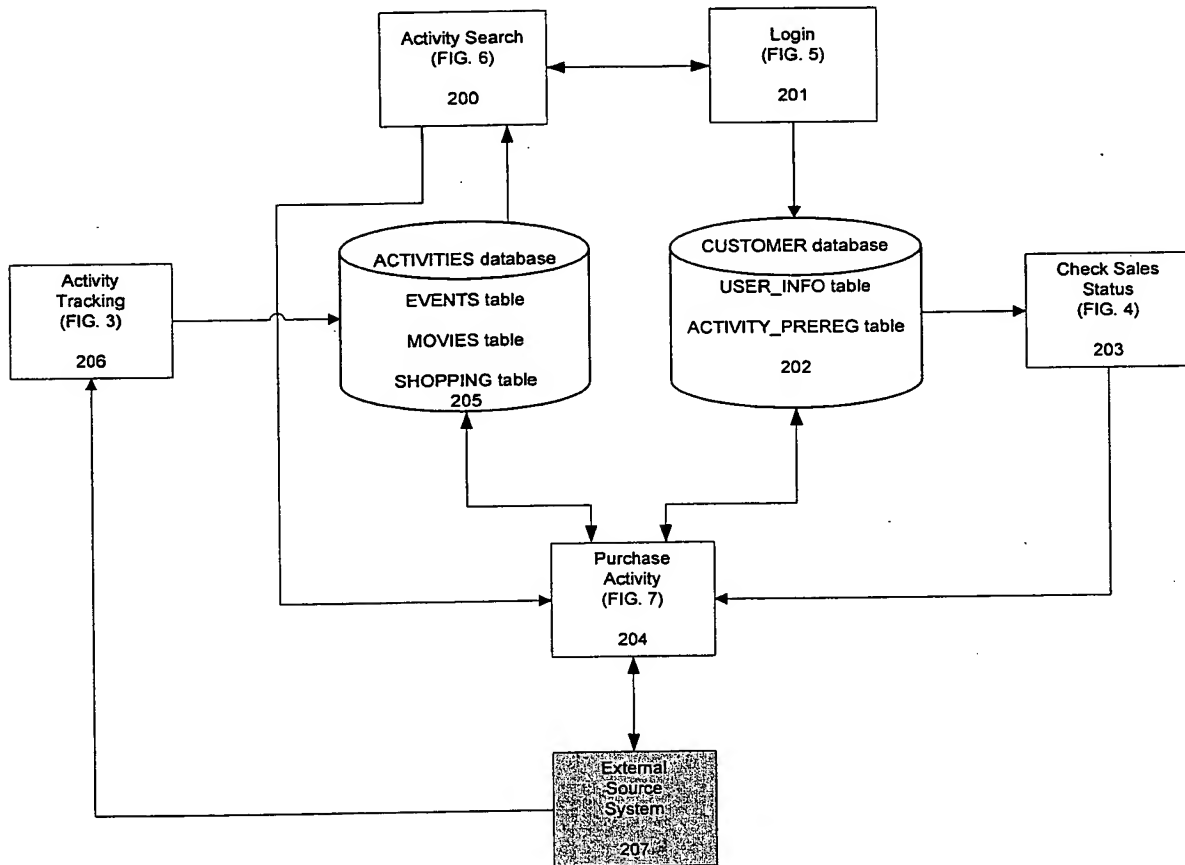 Activity Search
(FIG. 6)
200
Login
(FIG. 5)
201
Activity
Tracking
(FIG. 3)
206
ACTIVITIES database
EVENTS table
MOVIES table
SHOPPING table
205
CUSTOMER database
USER_INFO table
ACTIVITY_PREREG table
202
Check Sales
Status
(FIG. 4)
203
Purchase
Activity
(FIG. 7)
204
External
Source
System
207